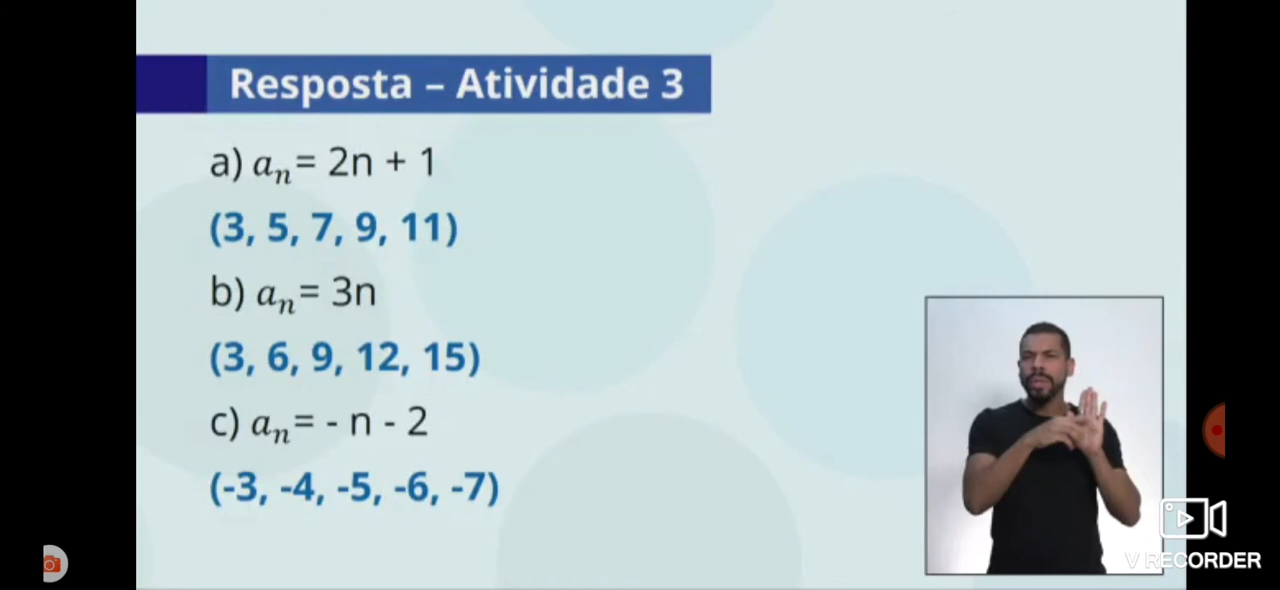 Resposta – Atividade 3
a) aₙ= 2n + 1
(3, 5, 7, 9, 11)
b) aₙ= 3n
(3, 6, 9, 12, 15)
c) aₙ= - n - 2
(-3, -4, -5, -6, -7)
V RECORDER